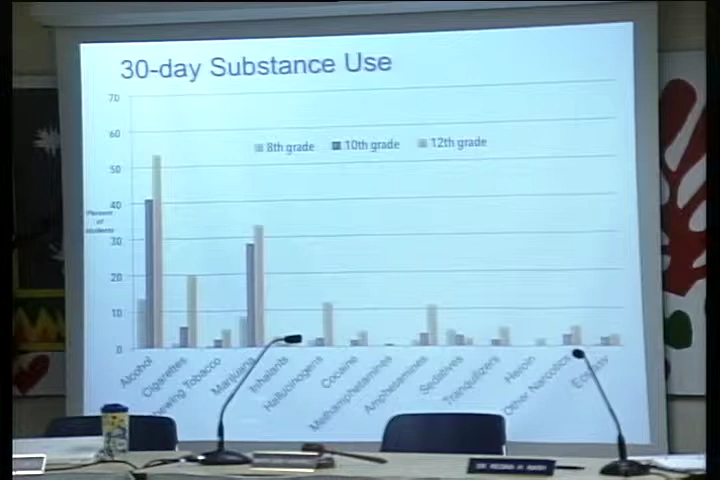 30-day Substance Use
70
60
50
40
30
20
10
0
Percent
of
students
8th grade 10th grade 12th grade
Alcohol
Cigarettes
hewing Tobacco
Marijuana
Inhalants
Hallucinogens
Cocaine
Methamphetamines
Amphetamines
Sedatives
Tranquilizers
Heroin
Other Narcotics
Ecstasy